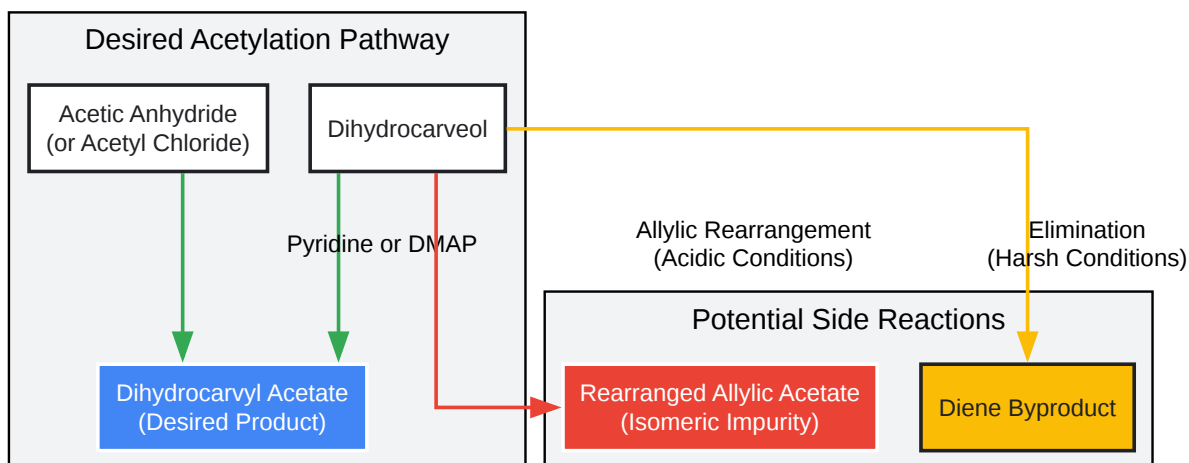 Desired Acetylation Pathway
Acetic Anhydride
(or Acetyl Chloride)
Dihydrocarveol
Pyridine or DMAP
Allylic Rearrangement
(Acidic Conditions)
Elimination
(Harsh Conditions)
Potential Side Reactions
Dihydrocarvyl Acetate
(Desired Product)
Rearranged Allylic Acetate
(Isomeric Impurity)
Diene Byproduct